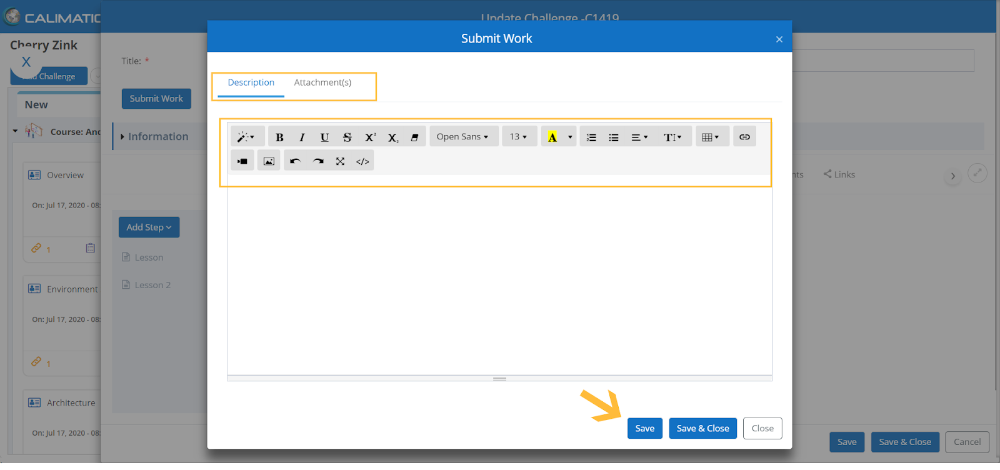 CALIMATIC
Update Challenge -C1419
Submit Work
×
Cherry Zink
X
Challenge
Title: *
Submit Work
New
Course: And
Information
Description
Attachment(s)
B I U S X² X₂
Open Sans
13
A
T
</>
Overview
On: Jul 17, 2020 - 08:
1
Links
Add Step
Lesson
Lesson 2
Environment
On: Jul 17, 2020 - 08:
1
Architecture
On: Jul 17, 2020 - 08:
Save
Save & Close
Close
Save
Save & Close
Cancel